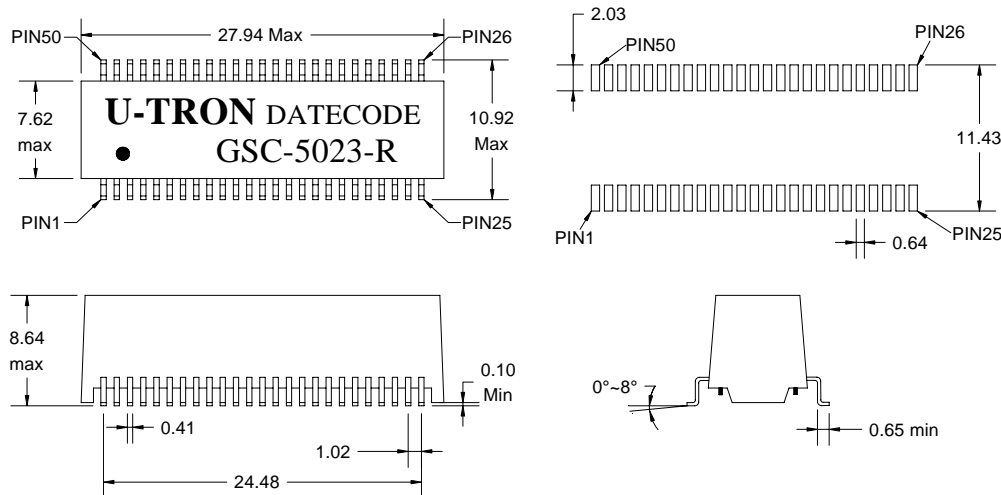 PIN50
27.94 Max
PIN26
7.62
max
U-TRON DATECODE
GSC-5023-R
10.92
Max
PIN1
PIN25
2.03
PIN50
PIN26
11.43
PIN1
PIN25
0.64
8.64
max
0.10
Min
0.41
1.02
24.48
0°~8°
0.65 min